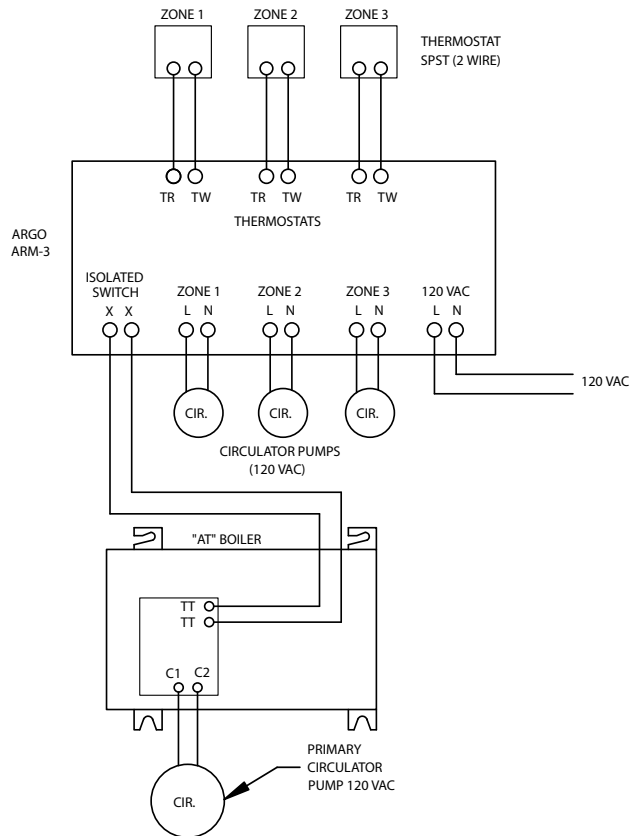 ZONE 1
ZONE 2
ZONE 3
THERMOSTAT
SPST (2 WIRE)
TR TW
TR TW
TR TW
THERMOSTATS
ARGO
ARM-3
ISOLATED
SWITCH
X X
ZONE 1
L N
ZONE 2
L N
ZONE 3
L N
120 VAC
L N
120 VAC
CIR.
CIR.
CIR.
CIRCULATOR PUMPS
(120 VAC)
"AT" BOILER
TT
TT
C1 C2
PRIMARY
CIRCULATOR
PUMP 120 VAC
CIR.